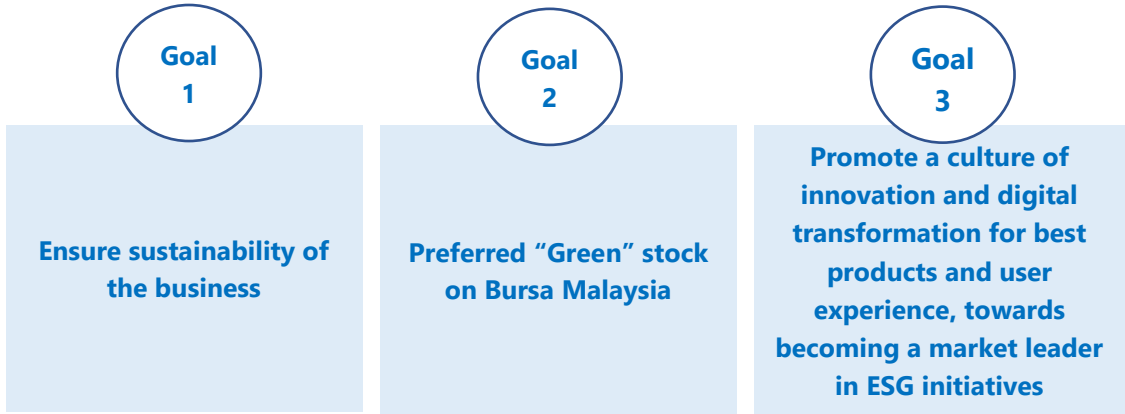 Goal
1
Ensure sustainability of
the business
Goal
2
Preferred “Green” stock
on Bursa Malaysia
Goal
3
Promote a culture of
innovation and digital
transformation for best
products and user
experience, towards
becoming a market leader
in ESG initiatives